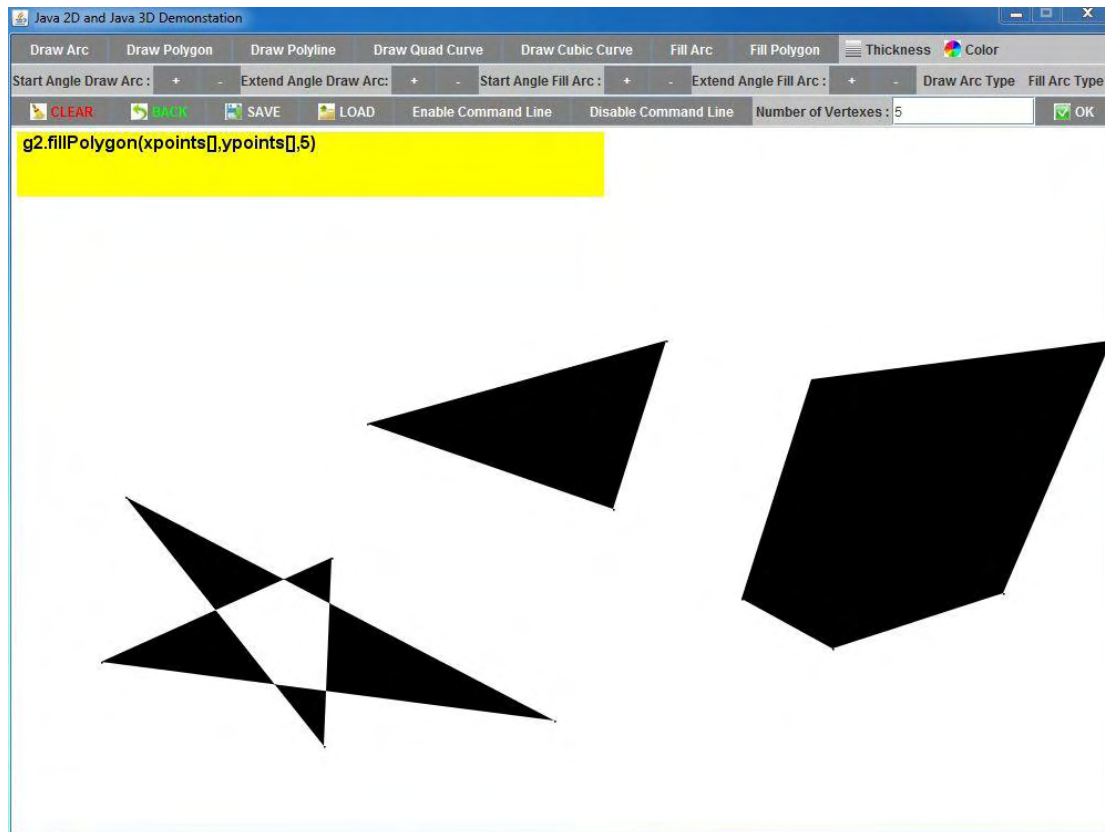 Java 2D and Java 3D Demonstation
Draw Arc Draw Polygon Draw Polyline Draw Quad Curve Draw Cubic Curve Fill Arc Fill Polygon Thickness Color
Start Angle Draw Arc : + - Extend Angle Draw Arc: + - Start Angle Fill Arc : + - Extend Angle Fill Arc : + - Draw Arc Type Fill Arc Type
CLEAR BACK SAVE LOAD Enable Command Line Disable Command Line Number of Vertexes : 5 OK
g2.fillPolygon(xpoints[],ypoints[],5)